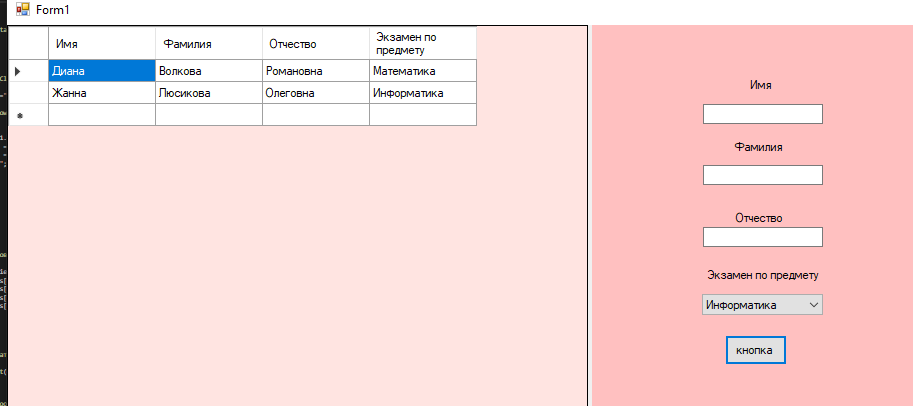 Form1
Имя Фамилия Отчество Экзамен по
предмету
Диана Волкова Романовна Математика
Жанна Люсикова Олеговна Информатика
Имя
Фамилия
Отчество
Экзамен по предмету
Информатика
кнопка